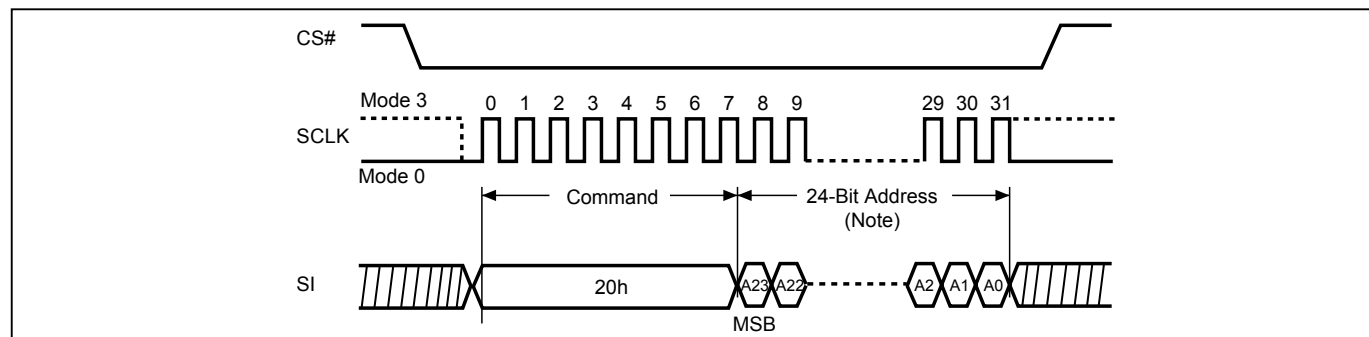 CS#
Mode 3
0 1 2 3 4 5 6 7 8 9 29 30 31
SCLK
Mode 0
Command
24-Bit Address
(Note)
SI
20h
A23 A22 A2 A1 A0
MSB